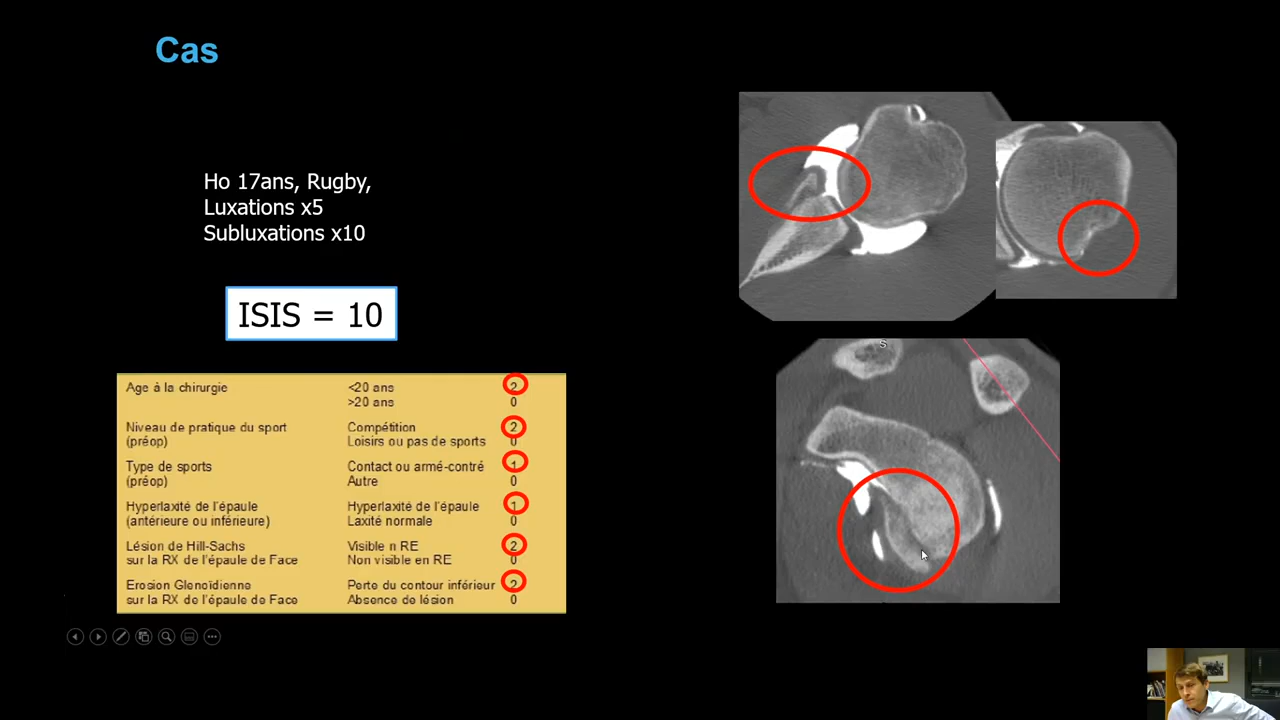 Cas
Ho 17ans, Rugby,
Luxations x5
Subluxations x10
ISIS = 10
Age à la chirurgie <20 ans 2
>20 ans 0
Niveau de pratique du sport Compétition 2
(préop) Loisirs ou pas de sports 0
Type de sports Contact ou armé-contré 1
(préop) Autre 0
Hyperlaxité de l'épaule Hyperlaxité de l'épaule 1
(antérieure ou inférieure) Laxité normale 0
Lésion de Hill-Sachs Visible n RE 2
sur la RX de l'épaule de Face Non visible en RE 0
Erosion Glenoïdienne Perte du contour inférieur 2
sur la RX de l'épaule de Face Absence de lésion 0
S